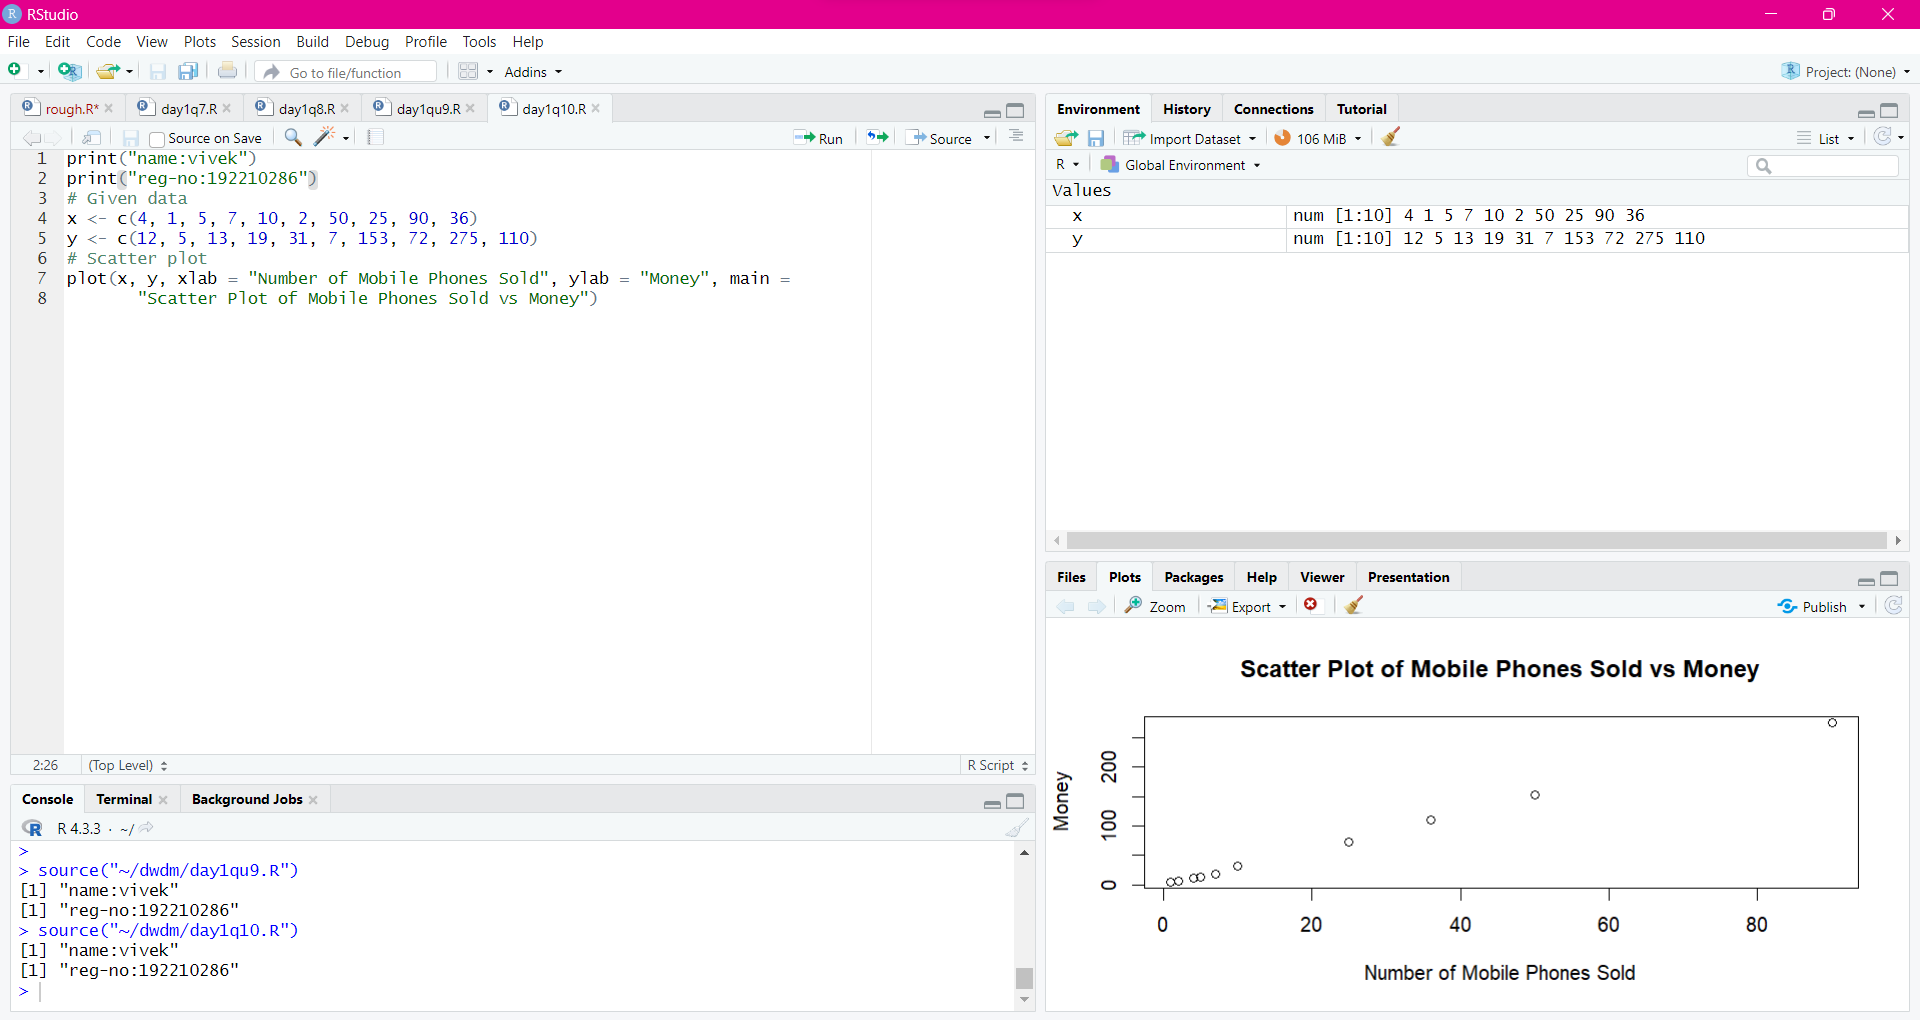 RStudio
File Edit Code View Plots Session Build Debug Profile Tools Help
Go to file/function Addins Project: (None)
rough.R* day1q7.R day1q8.R day1qu9.R day1q10.R
Source on Save Run Source
1 print("name:vivek")
2 print("reg-no:192210286")
3 # Given data
4 x <- c(4, 1, 5, 7, 10, 2, 50, 25, 90, 36)
5 y <- c(12, 5, 13, 19, 31, 7, 153, 72, 275, 110)
6 # Scatter plot
7 plot(x, y, xlab = "Number of Mobile Phones Sold", ylab = "Money", main =
8 "Scatter Plot of Mobile Phones Sold vs Money")
2:26 (Top Level) R Script
Console Terminal Background Jobs
R 4.3.3 · ~/
>
> source("~/dwdm/day1qu9.R")
[1] "name:vivek"
[1] "reg-no:192210286"
> source("~/dwdm/day1q10.R")
[1] "name:vivek"
[1] "reg-no:192210286"
>
Environment History Connections Tutorial
Import Dataset 106 MiB List
R Global Environment
Values
x num [1:10] 4 1 5 7 10 2 50 25 90 36
y num [1:10] 12 5 13 19 31 7 153 72 275 110
Files Plots Packages Help Viewer Presentation
Zoom Export Publish
Scatter Plot of Mobile Phones Sold vs Money
Money
200
100
0
0 20 40 60 80
Number of Mobile Phones Sold